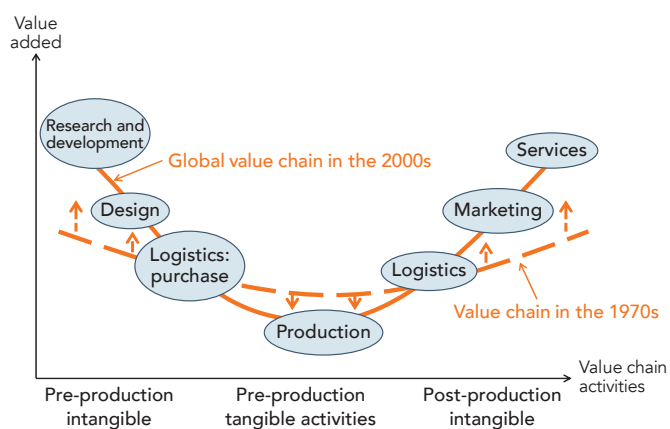 Value
added
Research and
development
Global value chain in the 2000s
Services
Design
Marketing
Logistics:
purchase
Logistics
Value chain in the 1970s
Production
Value chain
activities
Pre-production
intangible
Pre-production
tangible activities
Post-production
intangible